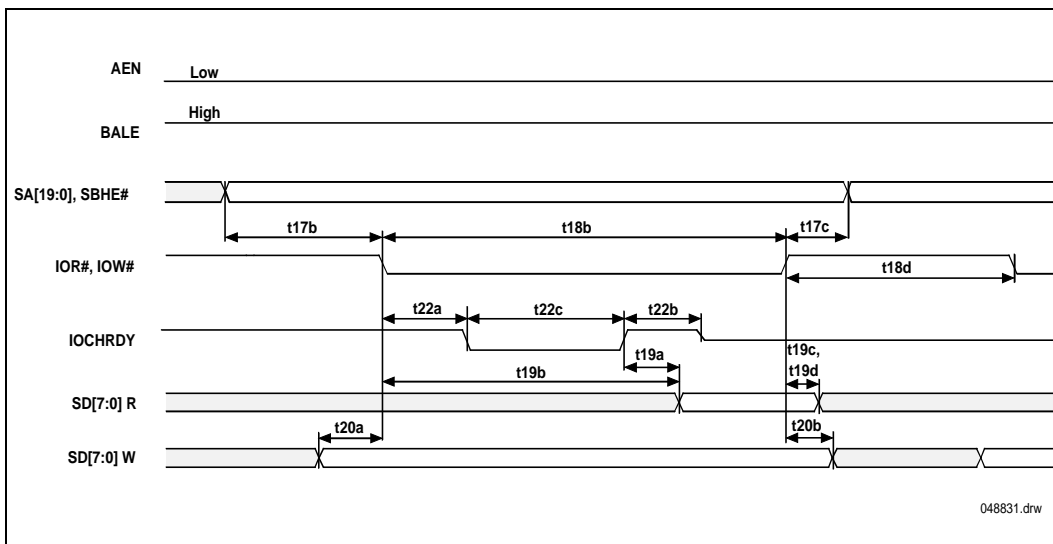 AEN
Low
High
BALE
SA[19:0], SBHE#
t17b
t18b
t17c
IOR#, IOW#
t18d
t22a
t22c
t22b
IOCHRDY
t19c,
t19a
t19d
t19b
SD[7:0] R
t20a
t20b
SD[7:0] W
048831.drw